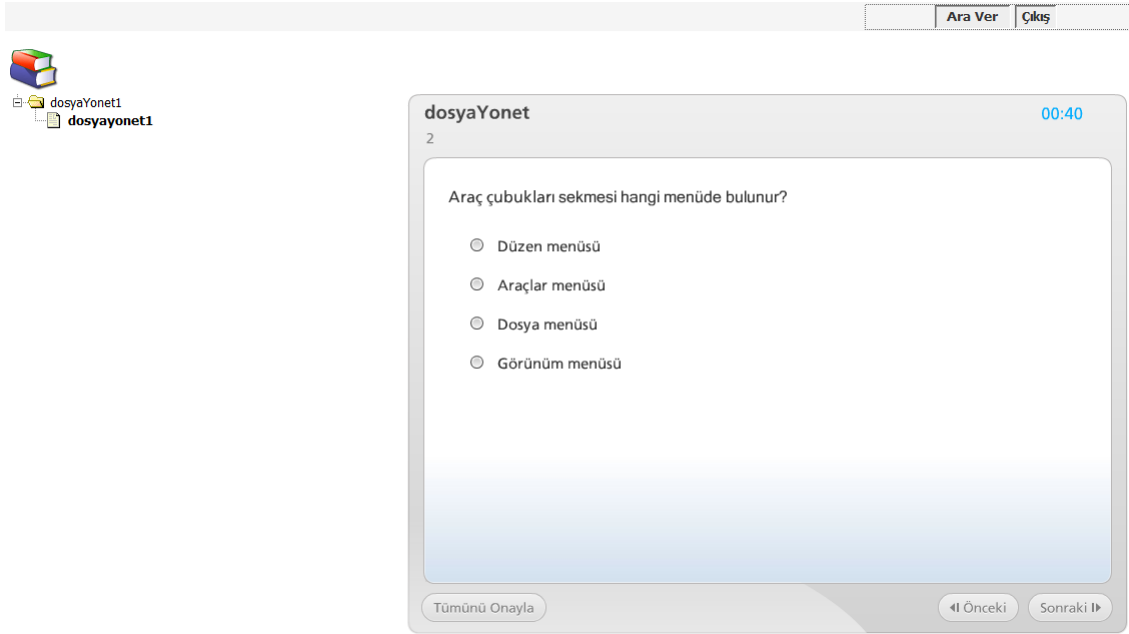 Ara Ver
Çıkış
dosyaYonet1
dosyayonet1
dosyaYonet
00:40
2
Araç çubukları sekmesi hangi menüde bulunur?
Düzen menüsü
Araçlar menüsü
Dosya menüsü
Görünüm menüsü
Tümünü Onayla
Önceki
Sonraki